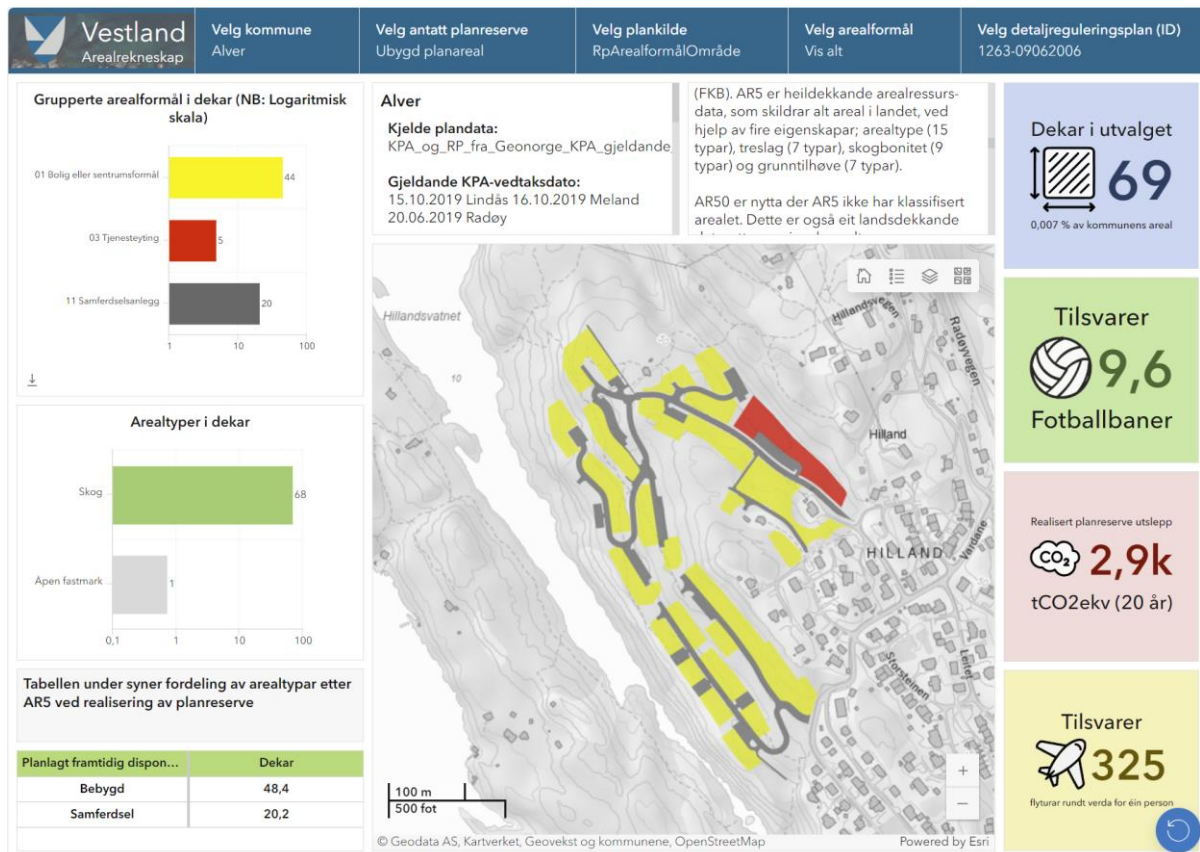 Vestland
Arealrekneskap
Velg kommune
Alver
Velg antatt planreserve
Ubygd planareal
Velg plankilde
RpArealformålOmråde
Velg arealformål
Vis alt
Velg detaljreguleringsplan (ID)
1263-09062006
Grupperte arealformål i dekar (NB: Logaritmisk
skala)
01 Bolig eller sentrumsformål
44
03 Tjenesteyting
5
11 Samferdselsanlegg
20
1
10
100
Arealtyper i dekar
Skog
68
Åpen fastmark
1
0,1
1
10
100
Tabellen under syner fordeling av arealtypar etter
AR5 ved realisering av planreserve
Planlagt framtidig dispon... Dekar
Bebygd 48,4
Samferdsel 20,2
Alver
Kjelde plandata:
KPA_og_RP_fra_Geonorge_KPA_gjeldande_
Gjeldande KPA-vedtaksdato:
15.10.2019 Lindås 16.10.2019 Meland
20.06.2019 Radøy
(FKB). AR5 er heildekkande arealressurs-
data, som skildrar alt areal i landet, ved
hjelp av fire eigenskapar; arealtype (15
typar), treslag (7 typar), skogbonitet (9
typar) og grunntilhøve (7 typar).
AR50 er nytta der AR5 ikke har klassifisert
arealet. Dette er også eit landsdekkande
Hillandsvatnet
10
Hillandsvegen
Radøyvegen
Hilland
HILLAND
Vardane
Storsteinen
Leitet
100 m
500 fot
+
−
© Geodata AS, Kartverket, Geovekst og kommunene, OpenStreetMap
Powered by Esri
Dekar i utvalget
69
0,007 % av kommunens areal
Tilsvarer
9,6
Fotballbaner
Realisert planreserve utslepp
CO2
2,9k
tCO2ekv (20 år)
Tilsvarer
325
flyturar rundt verda for éin person